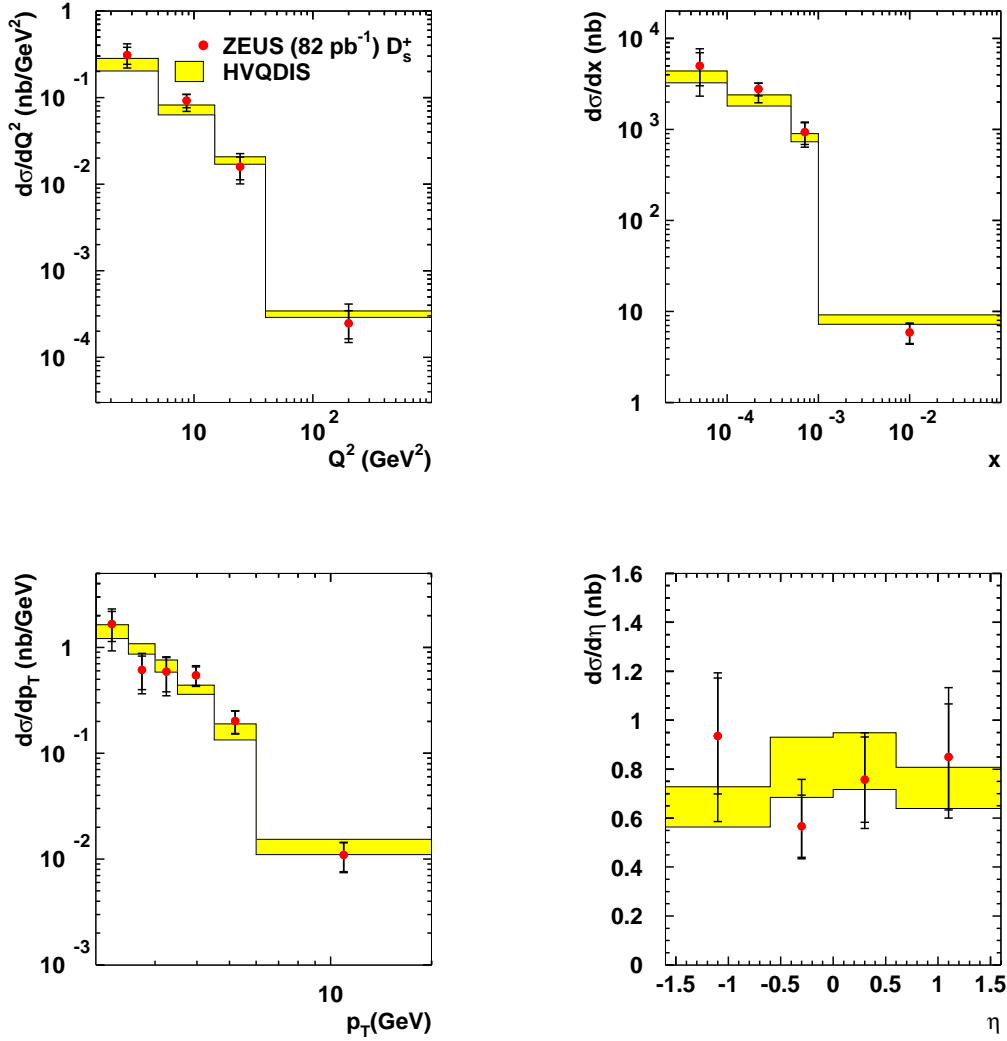 dσ/dQ² (nb/GeV²)
1
10⁻¹
10⁻²
10⁻³
10⁻⁴
ZEUS (82 pb⁻¹) Dₛ⁺
HVQDIS
10 10²
Q² (GeV²)
dσ/dx (nb)
10⁴
10³
10²
10
1
10⁻⁴ 10⁻³ 10⁻²
x
dσ/dp_T (nb/GeV)
1
10⁻¹
10⁻²
10⁻³
10
p_T(GeV)
dσ/dη (nb)
1.6
1.4
1.2
1
0.8
0.6
0.4
0.2
0
-1.5 -1 -0.5 0 0.5 1 1.5
η